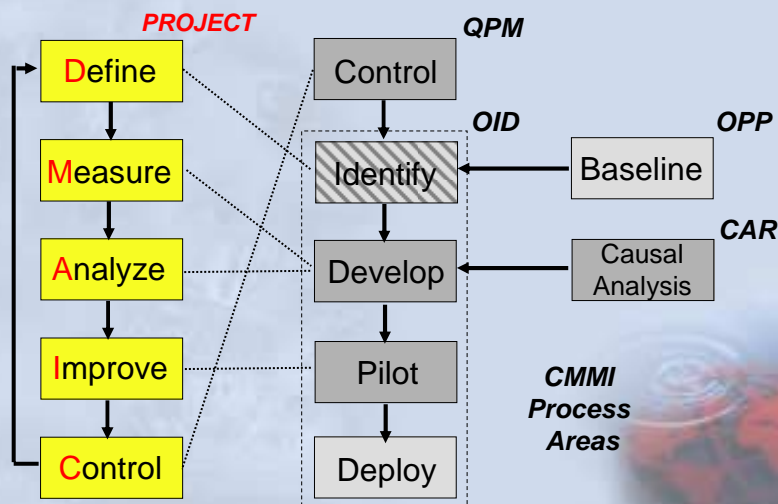 PROJECT
QPM
Define
Control
OID
OPP
Measure
Identify
Baseline
CAR
Analyze
Develop
Causal
Analysis
Improve
Pilot
CMMI
Process
Areas
Control
Deploy